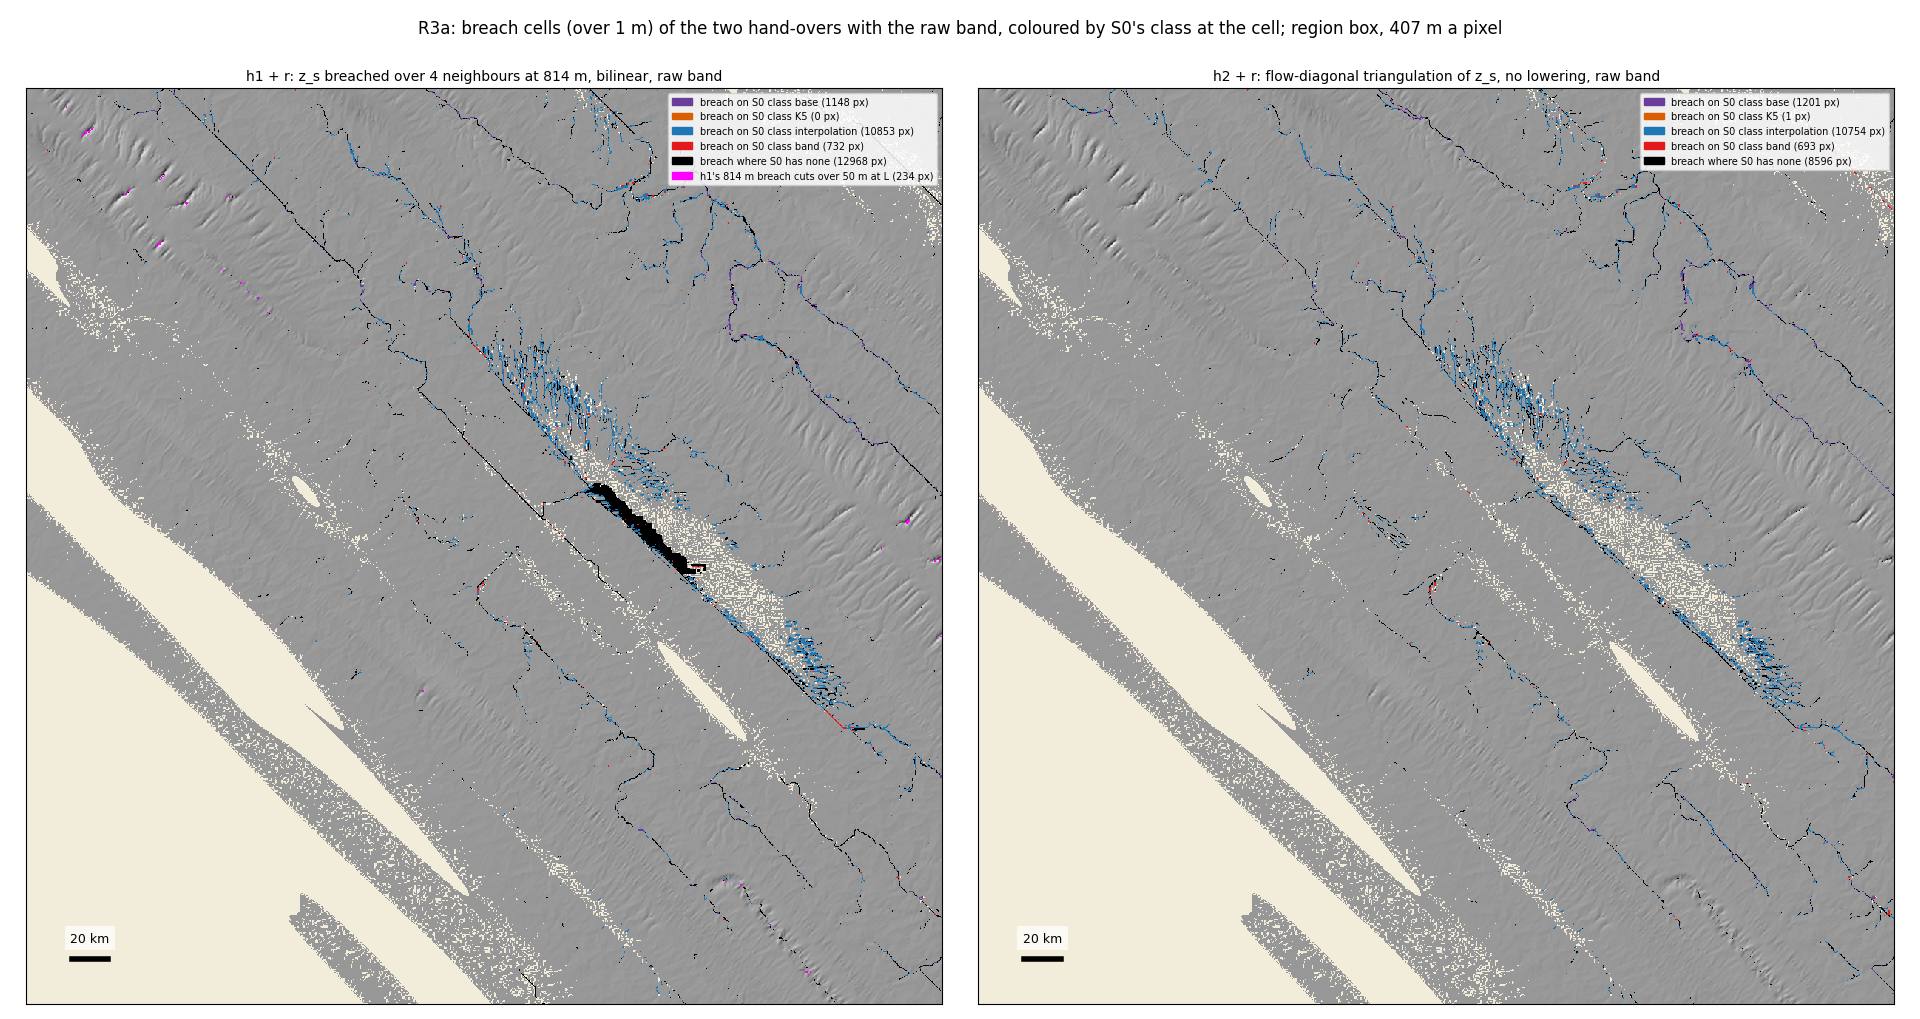 R3a: breach cells (over 1 m) of the two hand-overs with the raw band, coloured by S0's class at the cell; region box, 407 m a pixel
h1 + r: z_s breached over 4 neighbours at 814 m, bilinear, raw band
breach on S0 class base (1148 px)
breach on S0 class K5 (0 px)
breach on S0 class interpolation (10853 px)
breach on S0 class band (732 px)
breach where S0 has none (12968 px)
h1's 814 m breach cuts over 50 m at L (234 px)
20 km
h2 + r: flow-diagonal triangulation of z_s, no lowering, raw band
breach on S0 class base (1201 px)
breach on S0 class K5 (1 px)
breach on S0 class interpolation (10754 px)
breach on S0 class band (693 px)
breach where S0 has none (8596 px)
20 km